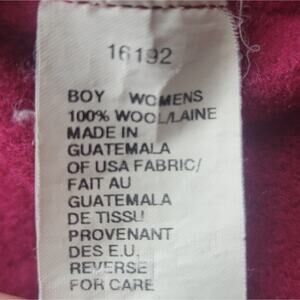 16192
BOY WOMENS
100% WOOL/LAINE
MADE IN
GUATEMALA
OF USA FABRIC/
FAIT AU
GUATEMALA
DE TISSU
PROVENANT
DES E.U.
REVERSE
FOR CARE